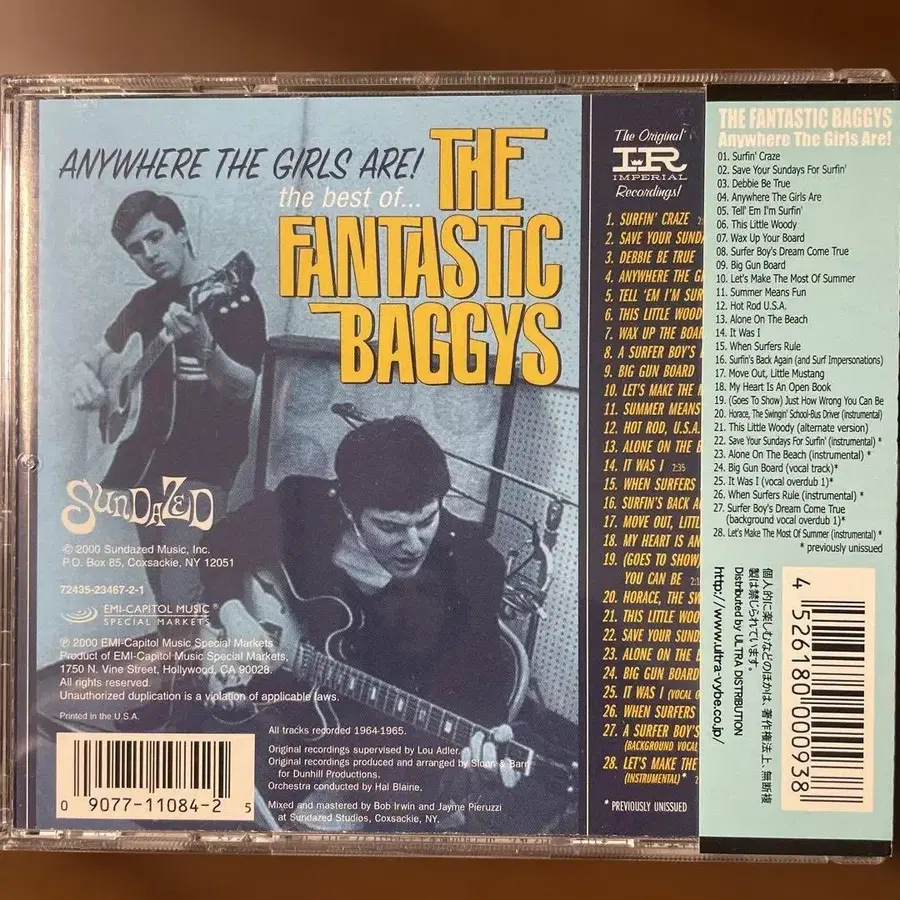 ANYWHERE THE GIRLS ARE!
the best of...
THE
FANTASTIC
BAGGYS
SUNDAZED
© 2000 Sundazed Music, Inc.
P.O. Box 85, Coxsackie, NY 12051
72435-23467-2-1
EMI-CAPITOL MUSIC
SPECIAL MARKETS
℗ 2000 EMI-Capitol Music Special Markets
Product of EMI-Capitol Music Special Markets,
1750 N. Vine Street, Hollywood, CA 90028.
All rights reserved.
Unauthorized duplication is a violation of applicable laws.
Printed in the U.S.A.
0 9077-11084-2 5
All tracks recorded 1964-1965.
Original recordings supervised by Lou Adler.
Original recordings produced and arranged by Sloan & Barri
for Dunhill Productions.
Orchestra conducted by Hal Blaine.
Mixed and mastered by Bob Irwin and Jayme Pieruzzi
at Sundazed Studios, Coxsackie, NY.
The Original
IR
IMPERIAL
Recordings!
1. SURFIN' CRAZE
2. SAVE YOUR
3. DEBBIE BE TRUE
4. ANYWHERE THE
5. TELL 'EM I'M
6. THIS LITTLE
7. WAX UP THE
8. A SURFER BOY'S
9. BIG GUN BOARD
10. LET'S MAKE THE
11. SUMMER MEANS
12. HOT ROD, U.S.A.
13. ALONE ON THE
14. IT WAS I 2:35
15. WHEN SURFERS
16. SURFIN'S BACK
17. MOVE OUT,
18. MY HEART IS AN
19. (GOES TO SHOW)
YOU CAN BE
20. HORACE, THE
21. THIS LITTLE
22. SAVE YOUR
23. ALONE ON THE
24. BIG GUN BOARD
25. IT WAS I (VOCAL
26. WHEN SURFERS
27. A SURFER BOY'S
(BACKGROUND VOCAL
28. LET'S MAKE THE
(INSTRUMENTAL) *
* PREVIOUSLY UNISSUED
THE FANTASTIC BAGGYS
Anywhere The Girls Are!
01. Surfin' Craze
02. Save Your Sundays For Surfin'
03. Debbie Be True
04. Anywhere The Girls Are
05. Tell' Em I'm Surfin'
06. This Little Woody
07. Wax Up Your Board
08. Surfer Boy's Dream Come True
09. Big Gun Board
10. Let's Make The Most Of Summer
11. Summer Means Fun
12. Hot Rod U.S.A.
13. Alone On The Beach
14. It Was I
15. When Surfers Rule
16. Surfin's Back Again (and Surf Impersonations)
17. Move Out, Little Mustang
18. My Heart Is An Open Book
19. (Goes To Show) Just How Wrong You Can Be
20. Horace, The Swingin' School-Bus Driver (instrumental)
21. This Little Woody (alternate version)
22. Save Your Sundays For Surfin' (instrumental) *
23. Alone On The Beach (instrumental) *
24. Big Gun Board (vocal track)*
25. It Was I (vocal overdub 1)*
26. When Surfers Rule (instrumental) *
27. Surfer Boy's Dream Come True
(background vocal overdub 1)*
28. Let's Make The Most Of Summer (instrumental) *
* previously unissued
個人的に楽しむなどのほかは、著作権法上、無断複
製は禁じられています。
Distributed by ULTRA DISTRIBUTION
http://www.ultra-vybe.co.jp/
4 526180 000938